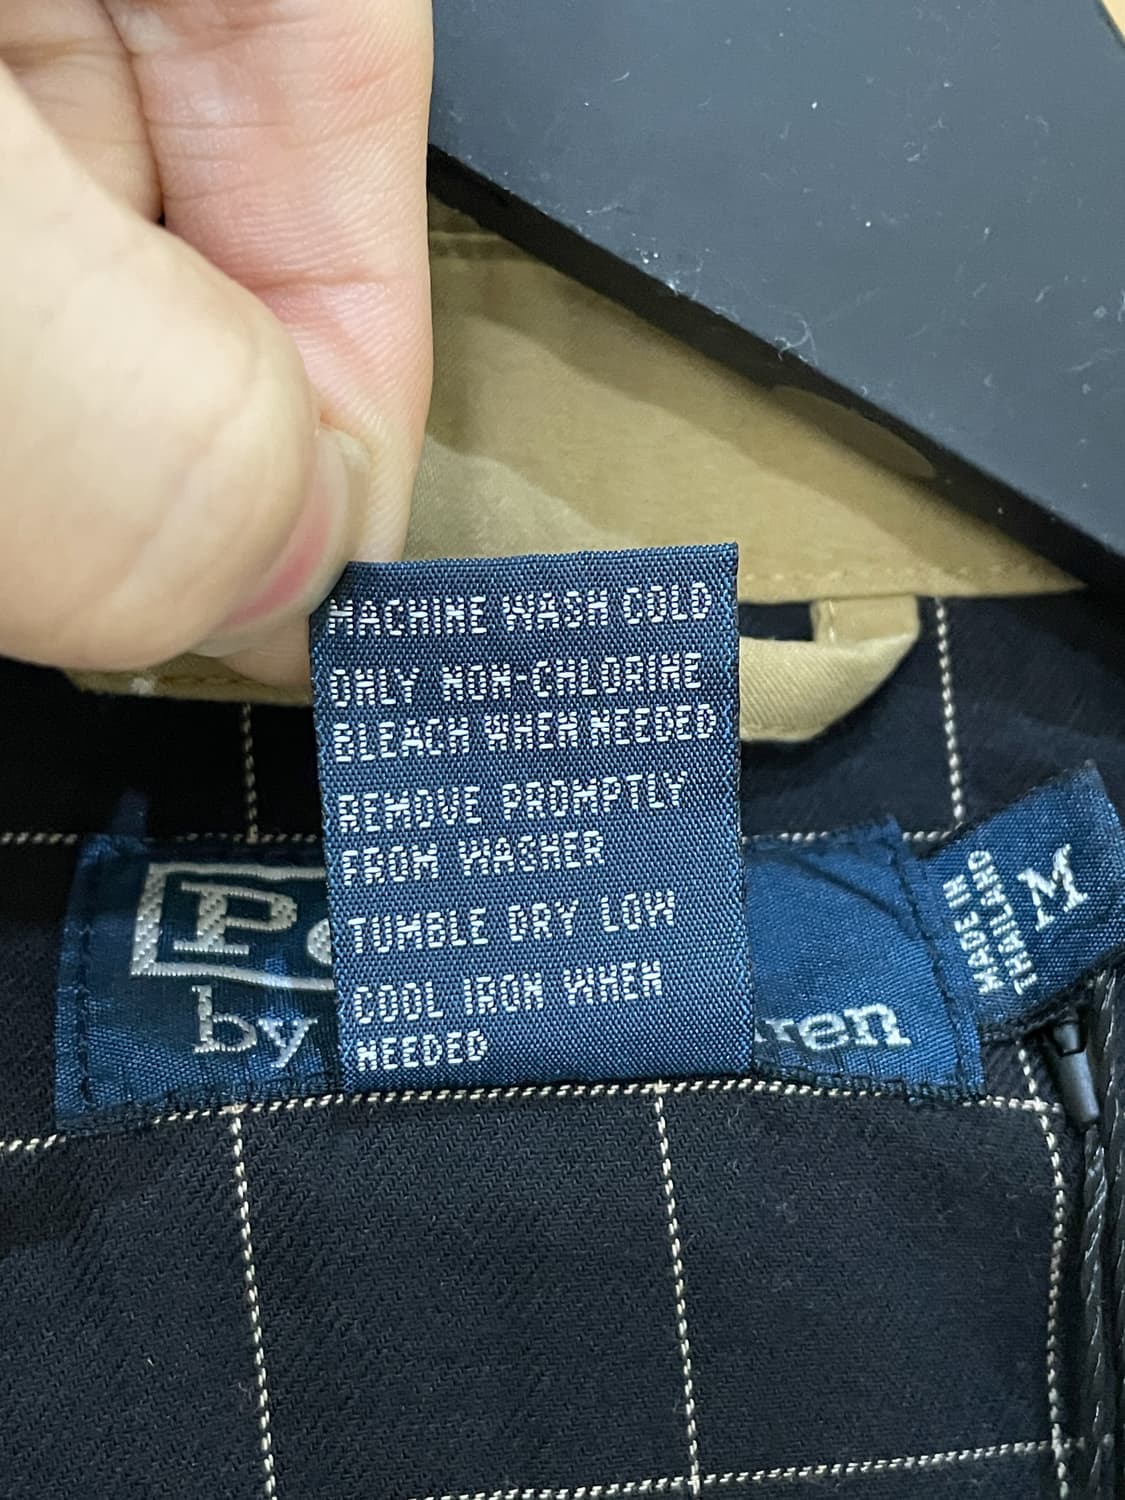 MACHINE WASH COLD
ONLY NON-CHLORINE
BLEACH WHEN NEEDED
REMOVE PROMPTLY
FROM WASHER
TUMBLE DRY LOW
COOL IRON WHEN
NEEDED
P
by ren
MADE IN
THAILAND
M